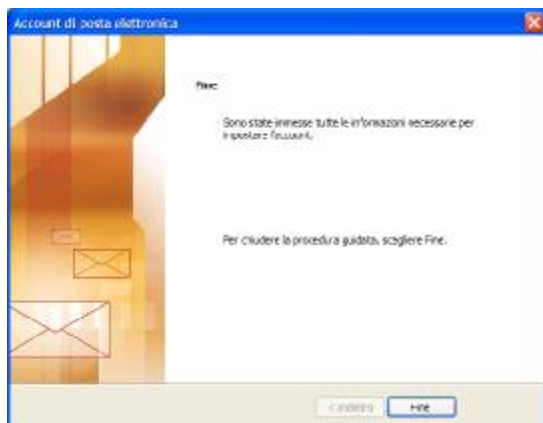 Account di posta elettronica
Fine
Sono state immesse tutte le informazioni necessarie per
impostare l'account.
Per chiudere la procedura guidata, scegliere Fine.
< Indietro
Fine